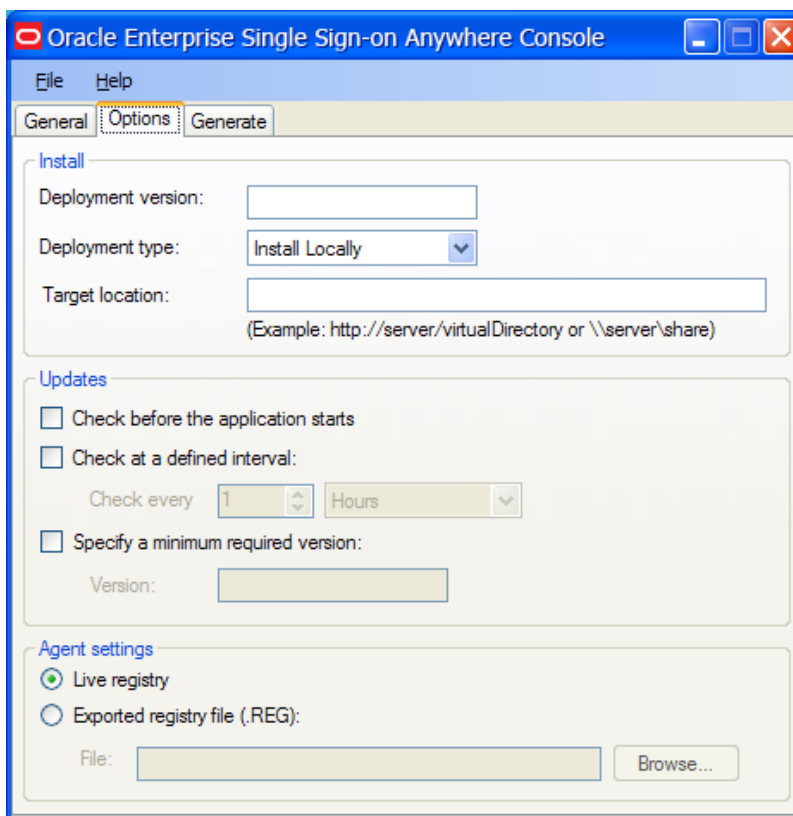 Oracle Enterprise Single Sign-on Anywhere Console
File Help
General Options Generate
Install
Deployment version:
Deployment type: Install Locally
Target location:
(Example: http://server/virtualDirectory or \\server\share)
Updates
Check before the application starts
Check at a defined interval:
Check every 1 Hours
Specify a minimum required version:
Version:
Agent settings
Live registry
Exported registry file (.REG):
File: Browse...